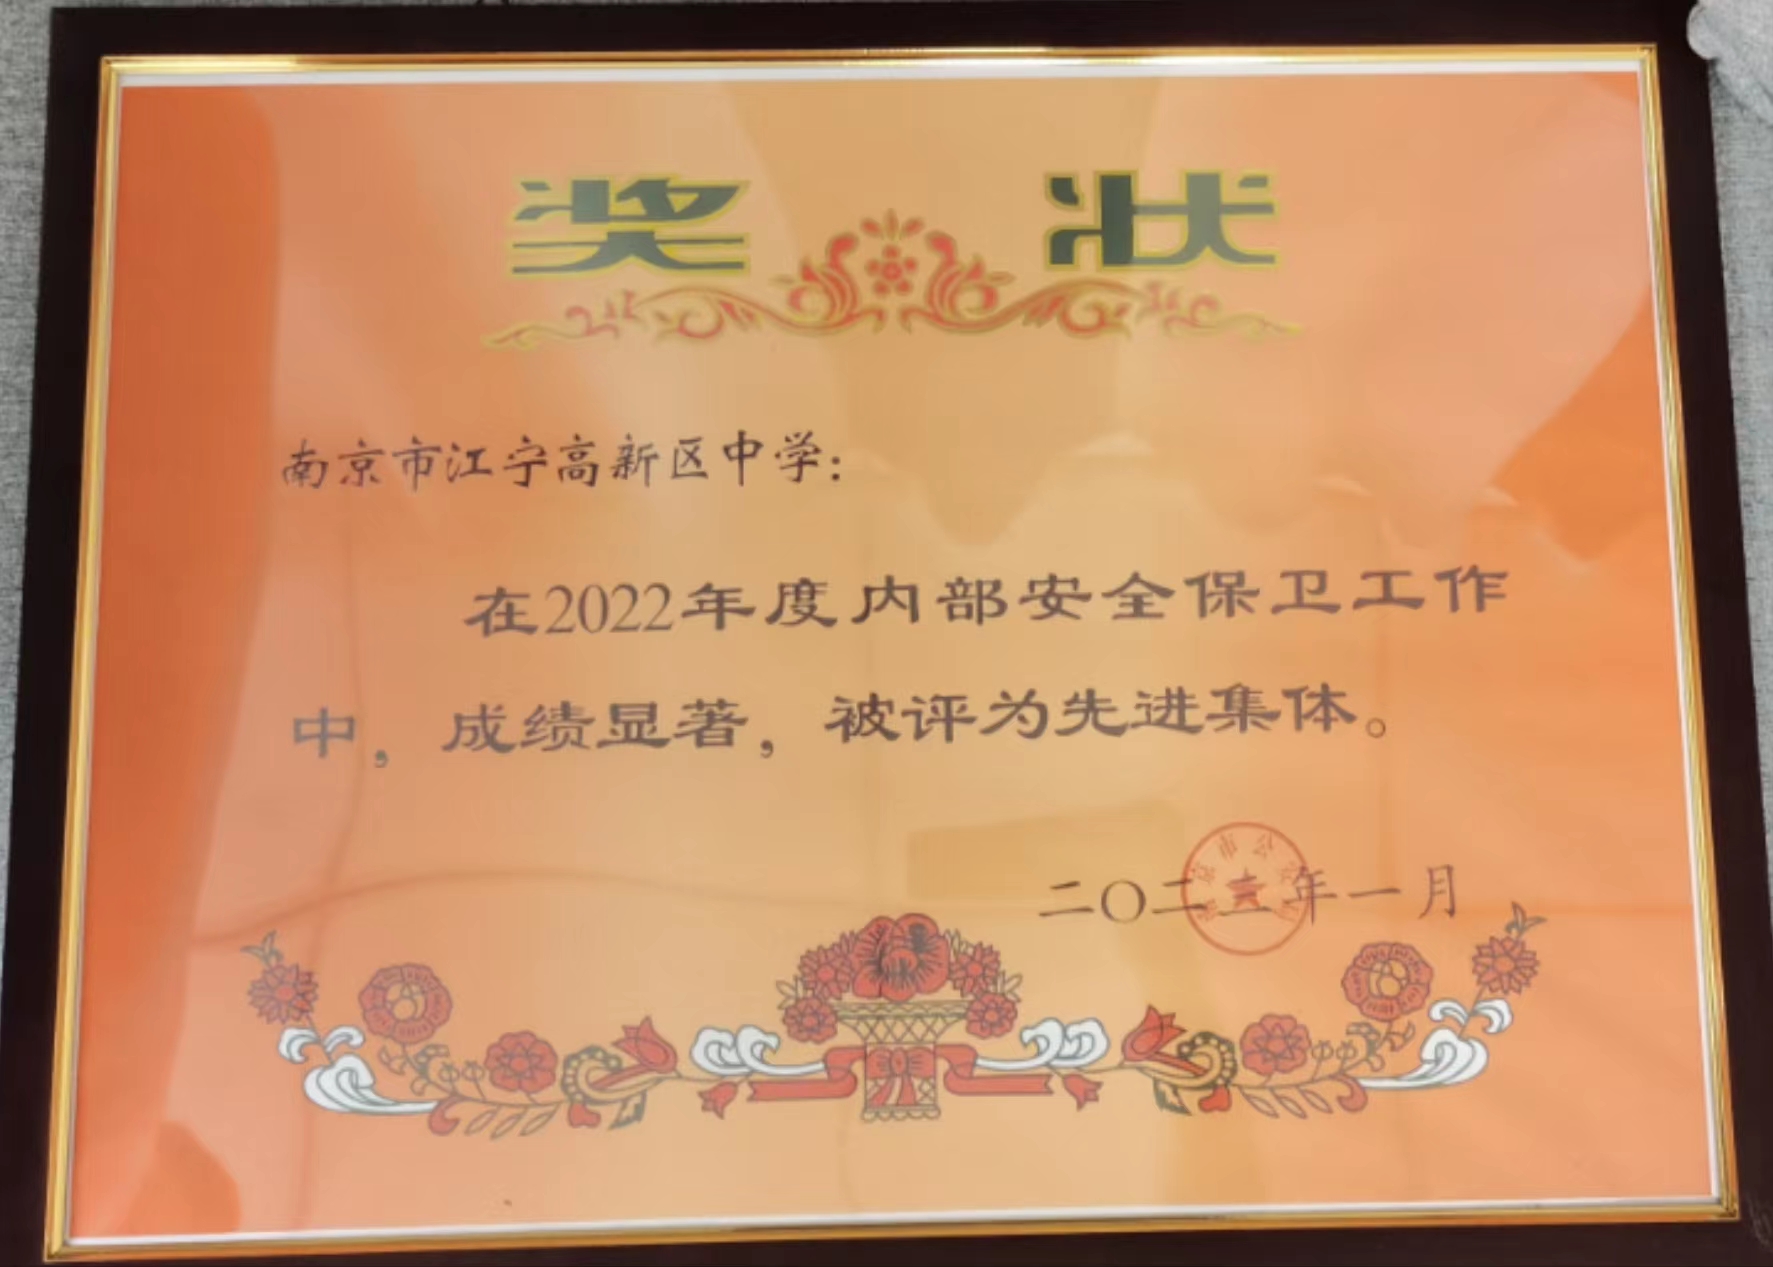 奖 状
南京市江宁高新区中学：
在2022年度内部安全保卫工作
中，成绩显著，被评为先进集体。
二〇二三年一月